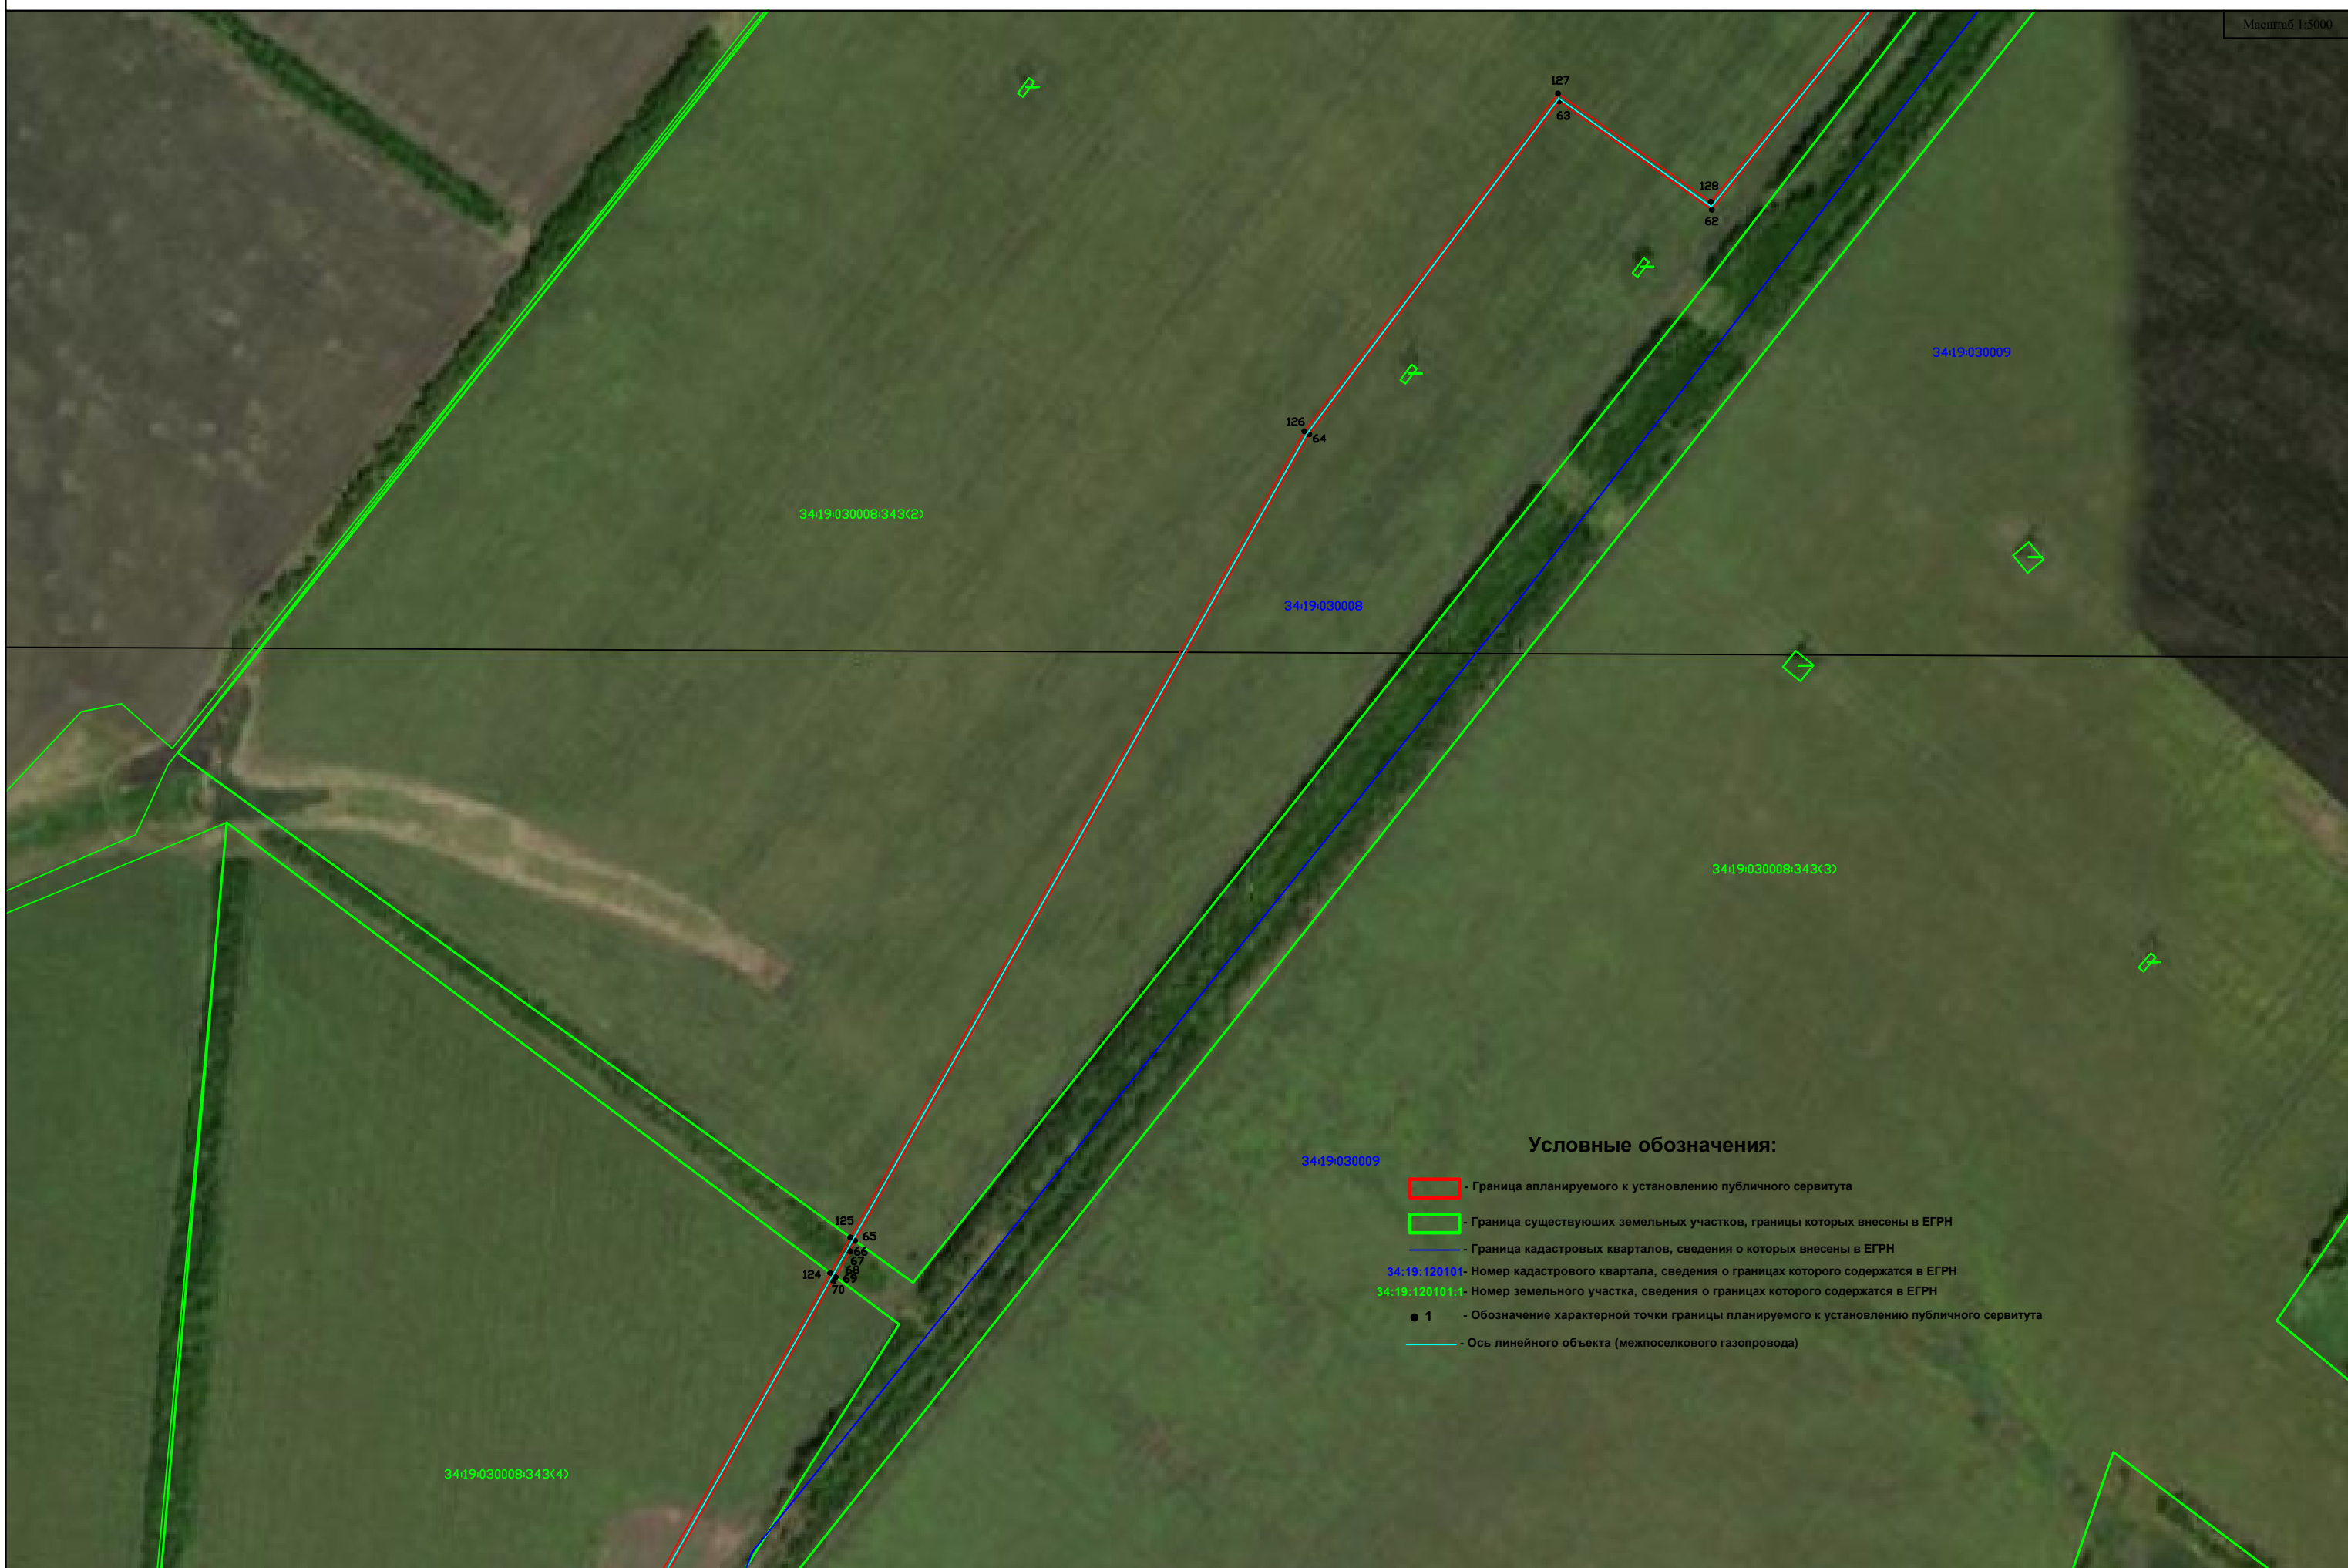 Масштаб 1:5000
127
63
128
62
34:19:030009
126
64
34:19:030008:343(2)
34:19:030008
34:19:030008:343(3)
Условные обозначения:
34:19:030009
- Граница апланируемого к установлению публичного сервитута
- Граница существуюших земельных участков, границы которых внесены в ЕГРН
125
65
66
- Граница кадастровых кварталов, сведения о которых внесены в ЕГРН
67
68
124
69
70
34:19:120101- Номер кадастрового квартала, сведения о границах которого содержатся в ЕГРН
34:19:120101:1- Номер земельного участка, сведения о границах которого содержатся в ЕГРН
1 - Обозначение характерной точки границы планируемого к установлению публичного сервитута
- Ось линейного объекта (межпоселкового газопровода)
34:19:030008:343(4)